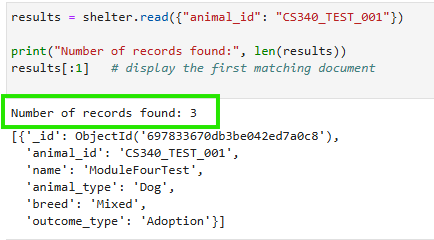 results = shelter.read({"animal_id": "CS340_TEST_001"})
print("Number of records found:", len(results))
results[:1]   # display the first matching document
Number of records found: 3
[{'_id': ObjectId('697833670db3be042ed7a0c8'),
  'animal_id': 'CS340_TEST_001',
  'name': 'ModuleFourTest',
  'animal_type': 'Dog',
  'breed': 'Mixed',
  'outcome_type': 'Adoption'}]